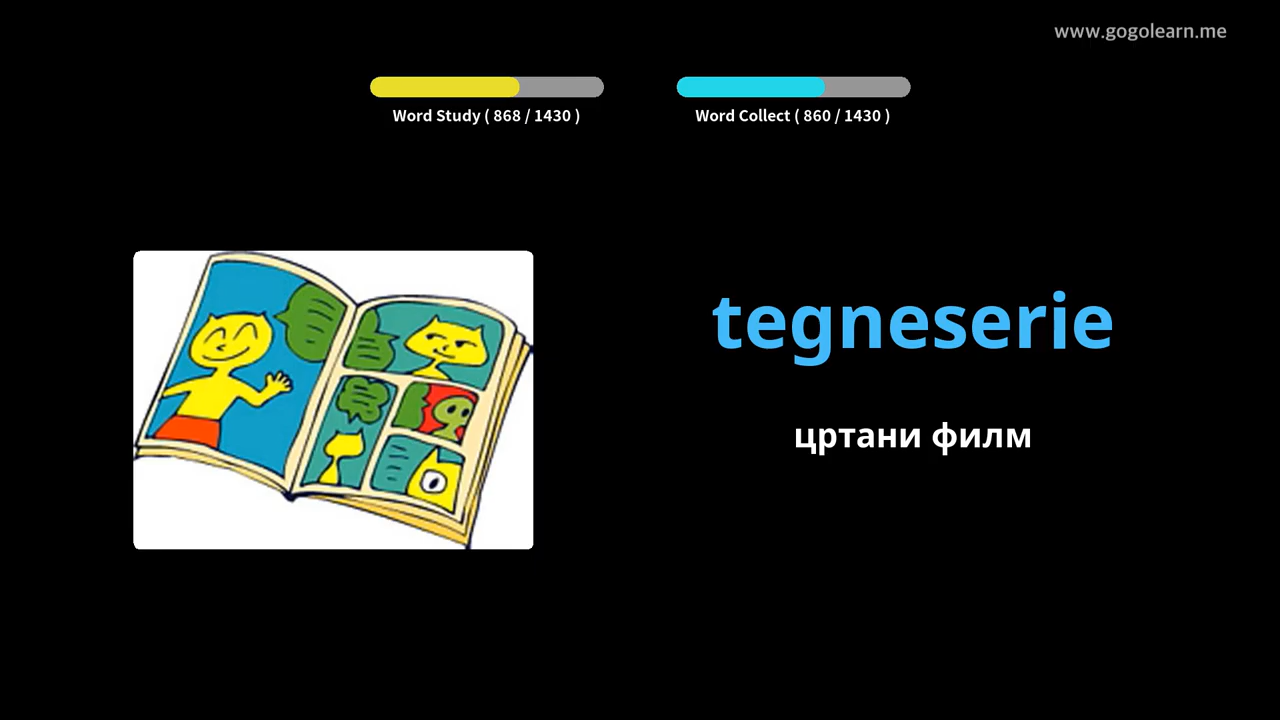 www.gogolearn.me
Word Study ( 868 / 1430 )
Word Collect ( 860 / 1430 )
tegneserie
цртани филм